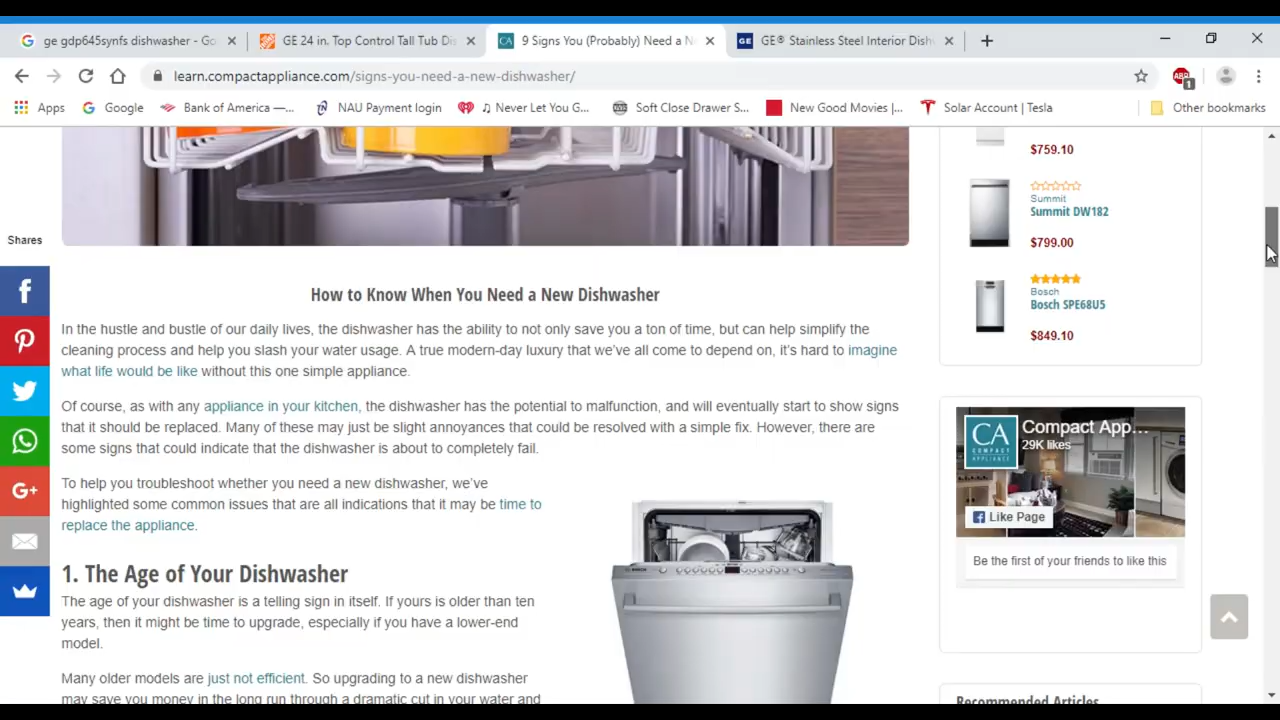 ge gdp645synfs dishwasher - Go
GE 24 in. Top Control Tall Tub Dis
9 Signs You (Probably) Need a N
GE® Stainless Steel Interior Dish
learn.compactappliance.com/signs-you-need-a-new-dishwasher/
ABP
1
Apps
Google
Bank of America —...
NAU Payment login
♫ Never Let You G...
Soft Close Drawer S...
New Good Movies |...
Solar Account | Tesla
Other bookmarks
Shares
How to Know When You Need a New Dishwasher
In the hustle and bustle of our daily lives, the dishwasher has the ability to not only save you a ton of time, but can help simplify the
cleaning process and help you slash your water usage. A true modern-day luxury that we've all come to depend on, it's hard to imagine
what life would be like without this one simple appliance.
Of course, as with any appliance in your kitchen, the dishwasher has the potential to malfunction, and will eventually start to show signs
that it should be replaced. Many of these may just be slight annoyances that could be resolved with a simple fix. However, there are
some signs that could indicate that the dishwasher is about to completely fail.
To help you troubleshoot whether you need a new dishwasher, we've
highlighted some common issues that are all indications that it may be time to
replace the appliance.
1. The Age of Your Dishwasher
The age of your dishwasher is a telling sign in itself. If yours is older than ten
years, then it might be time to upgrade, especially if you have a lower-end
model.
Many older models are just not efficient. So upgrading to a new dishwasher
may save you money in the long run through a dramatic cut in your water and
$759.10
Summit
Summit DW182
$799.00
Bosch
Bosch SPE68U5
$849.10
CA
COMPACT
APPLIANCE
Compact App...
29K likes
Like Page
Be the first of your friends to like this
Recommended Articles